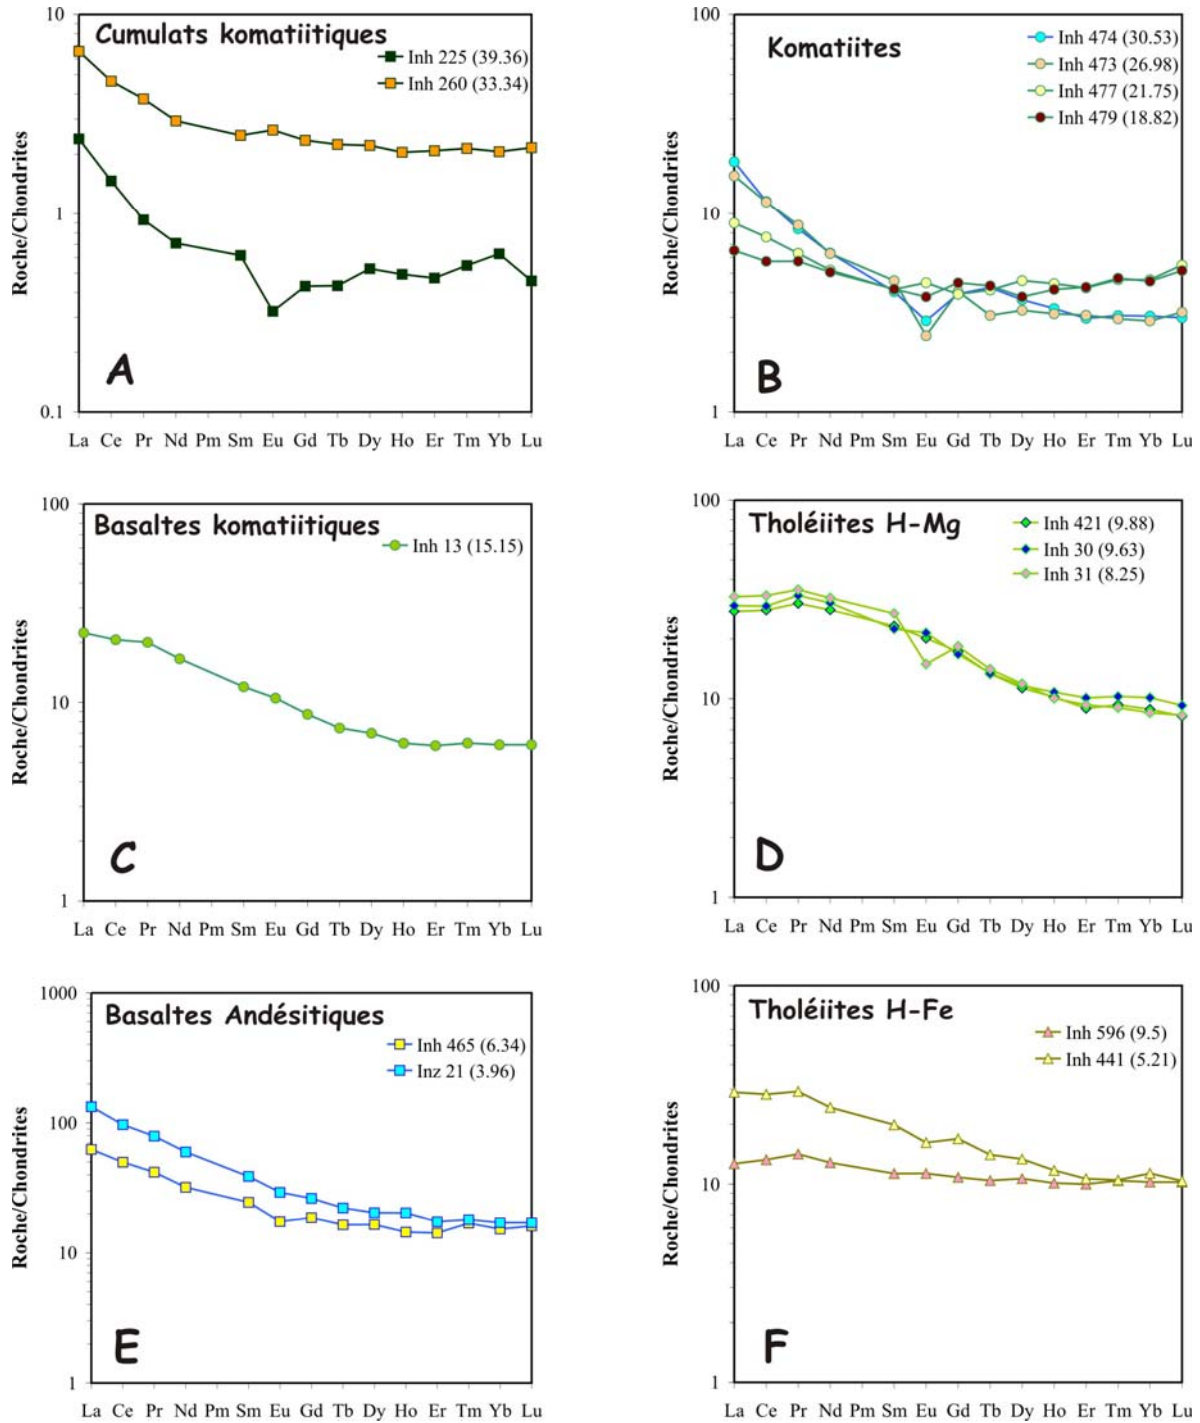 Cumulats komatiitiques
Inh 225 (39.36)
Inh 260 (33.34)
Roche/Chondrites
10
1
0.1
A
La Ce Pr Nd Pm Sm Eu Gd Tb Dy Ho Er Tm Yb Lu
Komatiites
Inh 474 (30.53)
Inh 473 (26.98)
Inh 477 (21.75)
Inh 479 (18.82)
Roche/Chondrites
100
10
1
B
La Ce Pr Nd Pm Sm Eu Gd Tb Dy Ho Er Tm Yb Lu
Basaltes komatiitiques
Inh 13 (15.15)
Roche/Chondrites
100
10
1
C
La Ce Pr Nd Pm Sm Eu Gd Tb Dy Ho Er Tm Yb Lu
Tholéiites H-Mg
Inh 421 (9.88)
Inh 30 (9.63)
Inh 31 (8.25)
Roche/Chondrites
100
10
1
D
La Ce Pr Nd Pm Sm Eu Gd Tb Dy Ho Er Tm Yb Lu
Basaltes Andésitiques
Inh 465 (6.34)
Inz 21 (3.96)
Roche/Chondrites
1000
100
10
1
E
La Ce Pr Nd Pm Sm Eu Gd Tb Dy Ho Er Tm Yb Lu
Tholéiites H-Fe
Inh 596 (9.5)
Inh 441 (5.21)
Roche/Chondrites
100
10
1
F
La Ce Pr Nd Pm Sm Eu Gd Tb Dy Ho Er Tm Yb Lu